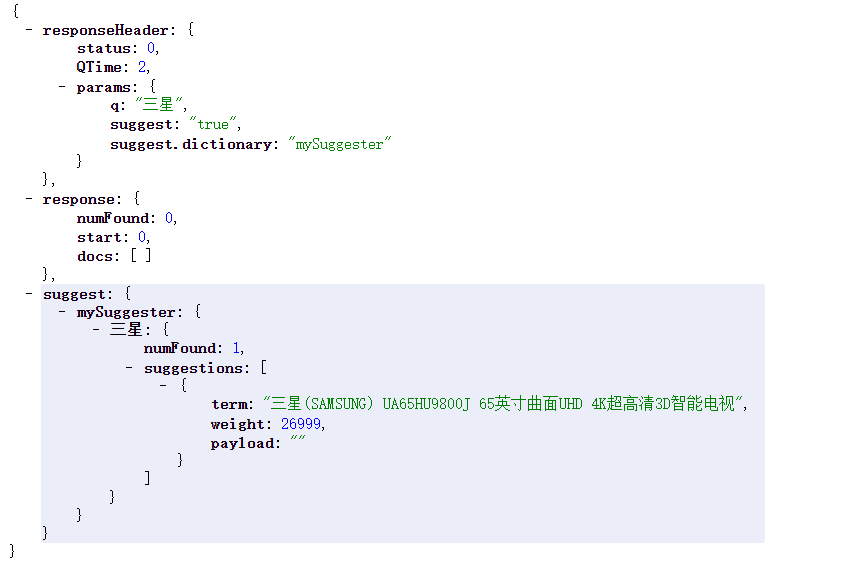 {
- responseHeader: {
status: 0,
QTime: 2,
- params: {
q: "三星",
suggest: "true",
suggest.dictionary: "mySuggester"
}
},
- response: {
numFound: 0,
start: 0,
docs: [ ]
},
- suggest: {
- mySuggester: {
- 三星: {
numFound: 1,
- suggestions: [
- {
term: "三星(SAMSUNG) UA65HU9800J 65英寸曲面UHD 4K超高清3D智能电视",
weight: 26999,
payload: ""
}
]
}
}
}
}